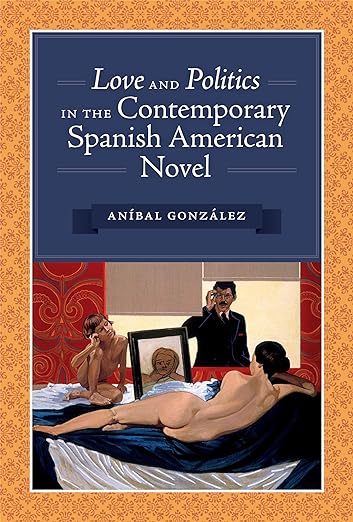 Love and Politics
in the Contemporary
Spanish American
Novel
Aníbal González